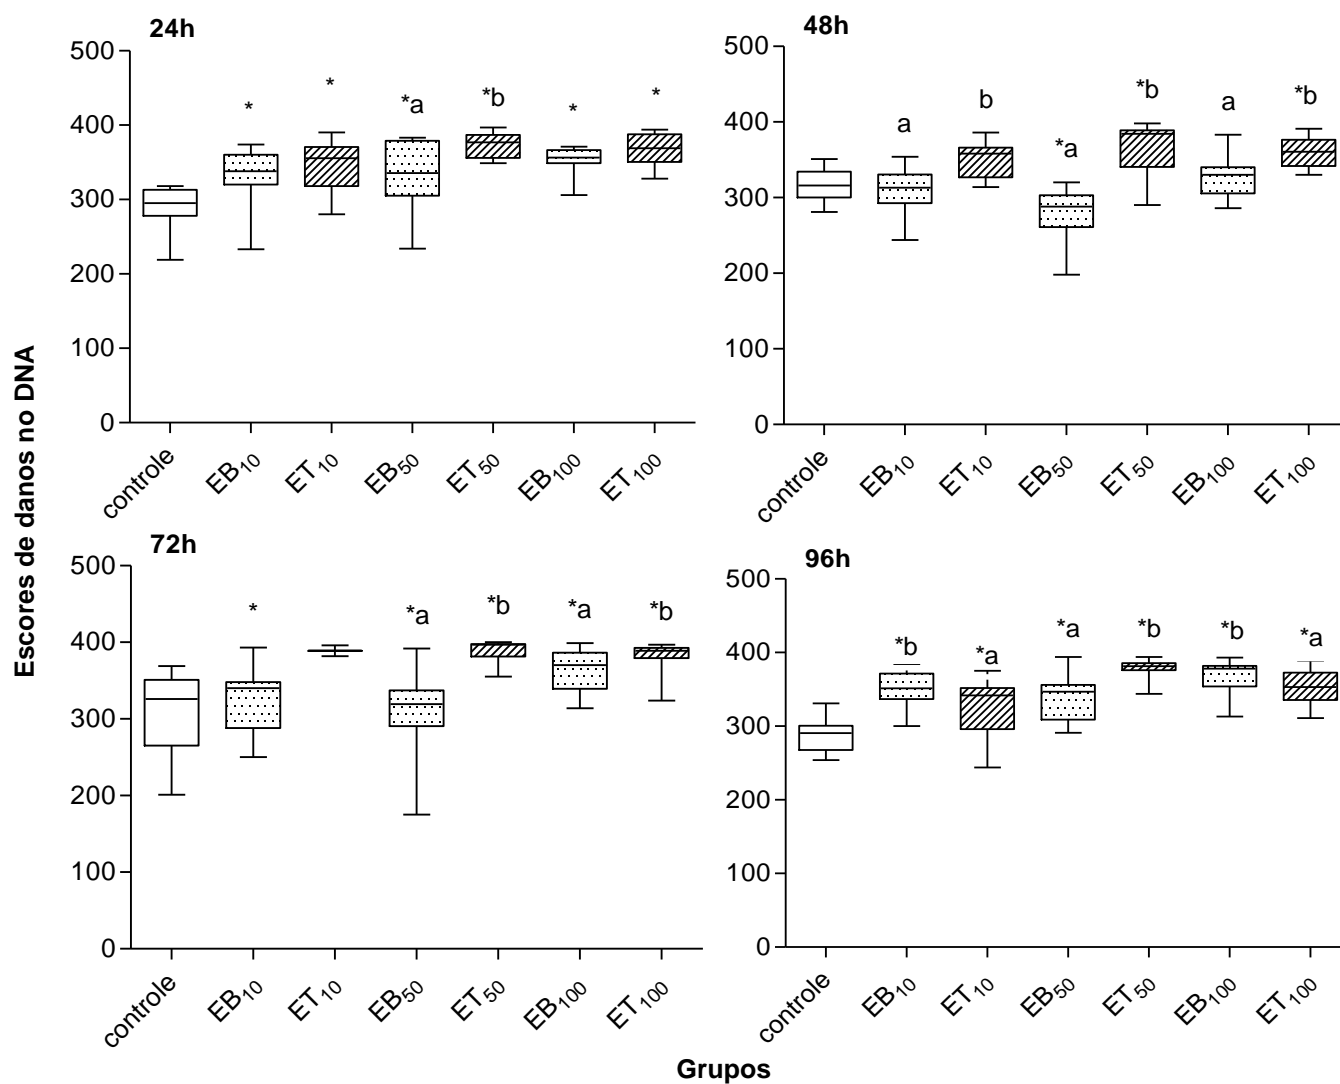 Escores de danos no DNA
24h
500
400
300
200
100
0
* * *a *b * *
*
controle EB10 ET10 EB50 ET50 EB100 ET100
48h
500
400
300
200
100
0
a b *a *b a *b
controle EB10 ET10 EB50 ET50 EB100 ET100
72h
500
400
300
200
100
0
* *a *b *a *b
controle EB10 ET10 EB50 ET50 EB100 ET100
96h
500
400
300
200
100
0
*b *a *a *b *b *a
controle EB10 ET10 EB50 ET50 EB100 ET100
Grupos